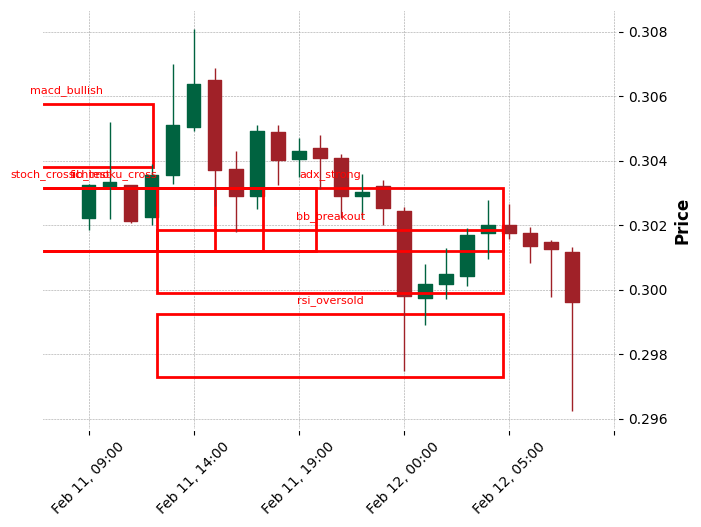 0.308
macd_bullish
0.306
0.304
adx_strong
bb_breakout
0.302
Price
rsi_oversold
0.300
0.298
0.296
Feb 11, 09:00
Feb 11, 14:00
Feb 11, 19:00
Feb 12, 00:00
Feb 12, 05:00